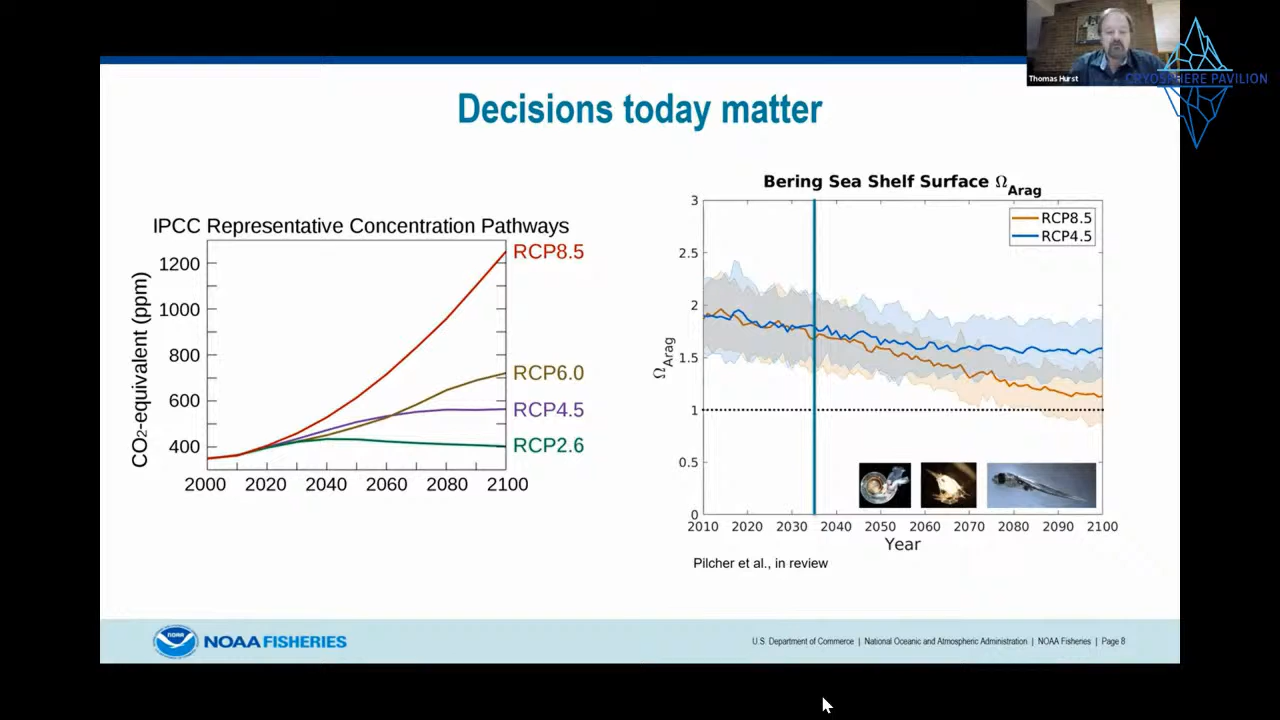 Thomas Hurst
CRYOSPHERE PAVILION
Decisions today matter
IPCC Representative Concentration Pathways
CO2-equivalent (ppm)
1200
1000
800
600
400
2000 2020 2040 2060 2080 2100
RCP8.5
RCP6.0
RCP4.5
RCP2.6
Bering Sea Shelf Surface ΩArag
ΩArag
3
2.5
2
1.5
1
0.5
0
RCP8.5
RCP4.5
2010 2020 2030 2040 2050 2060 2070 2080 2090 2100
Year
Pilcher et al., in review
NOAA
NOAA FISHERIES
U.S. Department of Commerce | National Oceanic and Atmospheric Administration | NOAA Fisheries | Page 8